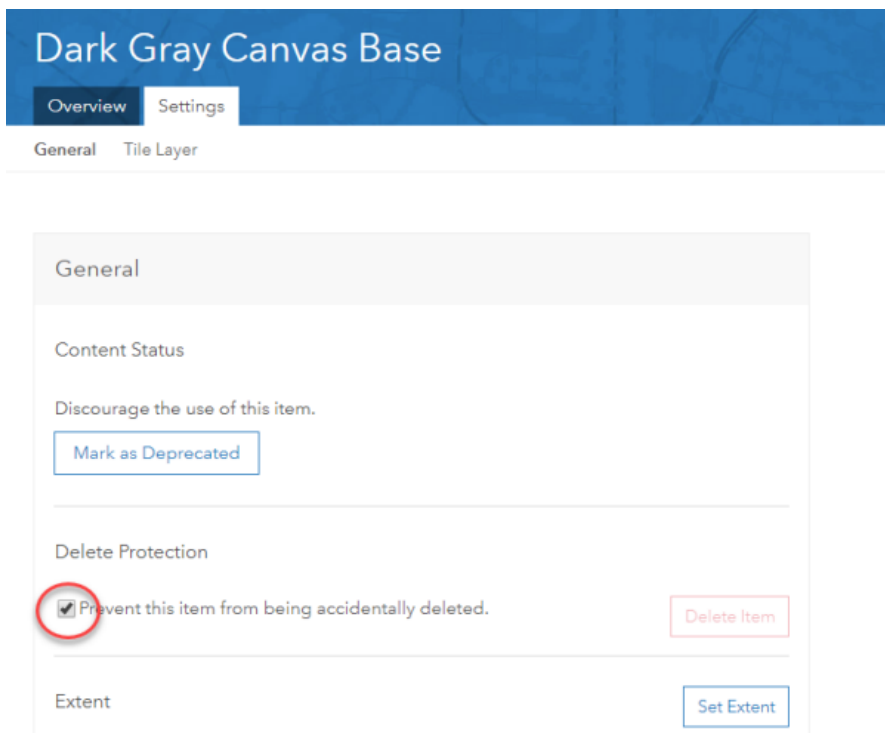 Dark Gray Canvas Base
Overview Settings
General Tile Layer
General
Content Status
Discourage the use of this item.
Mark as Deprecated
Delete Protection
Prevent this item from being accidentally deleted.
Delete Item
Extent
Set Extent